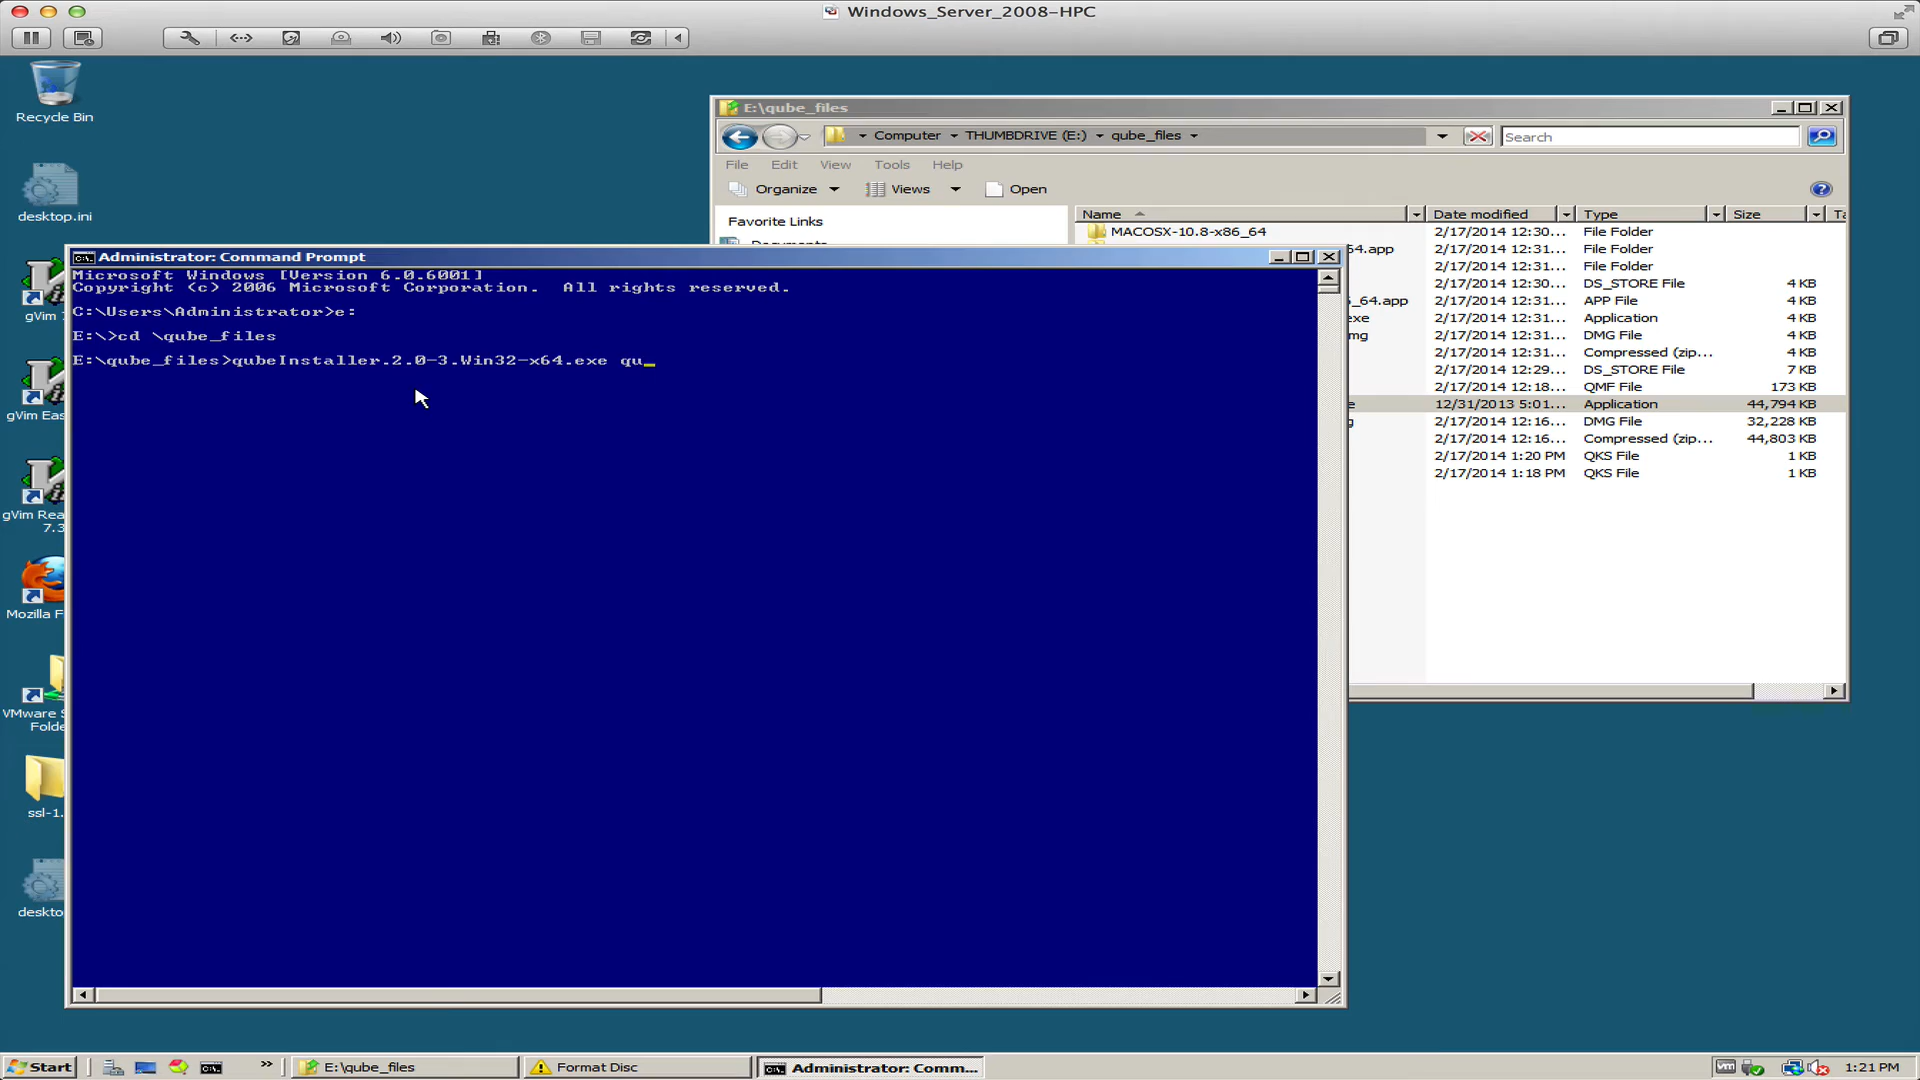 Windows_Server_2008-HPC
Recycle Bin
desktop.ini
gVim
gVim Eas
gVim Rea
7.3
Mozilla F
VMware S
Folde
ssl-1.
deskto
E:\qube_files
Computer THUMBDRIVE (E:) qube_files
Search
File Edit View Tools Help
Organize Views Open
Favorite Links
Name Date modified Type Size Ta
MACOSX-10.8-x86_64 2/17/2014 12:30... File Folder
64.app 2/17/2014 12:31... File Folder
2/17/2014 12:31... File Folder
2/17/2014 12:31... DS_STORE File 4 KB
6_64.app 2/17/2014 12:31... APP File 4 KB
exe 2/17/2014 12:31... Application 4 KB
mg 2/17/2014 12:31... DMG File 4 KB
2/17/2014 12:31... Compressed (zip... 4 KB
2/17/2014 12:29... DS_STORE File 7 KB
2/17/2014 12:18... QMF File 173 KB
e 12/31/2013 5:01... Application 44,794 KB
g 2/17/2014 12:16... DMG File 32,228 KB
2/17/2014 12:16... Compressed (zip... 44,803 KB
2/17/2014 1:20 PM QKS File 1 KB
2/17/2014 1:18 PM QKS File 1 KB
Administrator: Command Prompt
Microsoft Windows [Version 6.0.6001]
Copyright (c) 2006 Microsoft Corporation.  All rights reserved.
C:\Users\Administrator>e:
E:\>cd \qube_files
E:\qube_files>qubeInstaller.2.0-3.Win32-x64.exe qu_
Start
E:\qube_files
Format Disc
Administrator: Comm...
1:21 PM